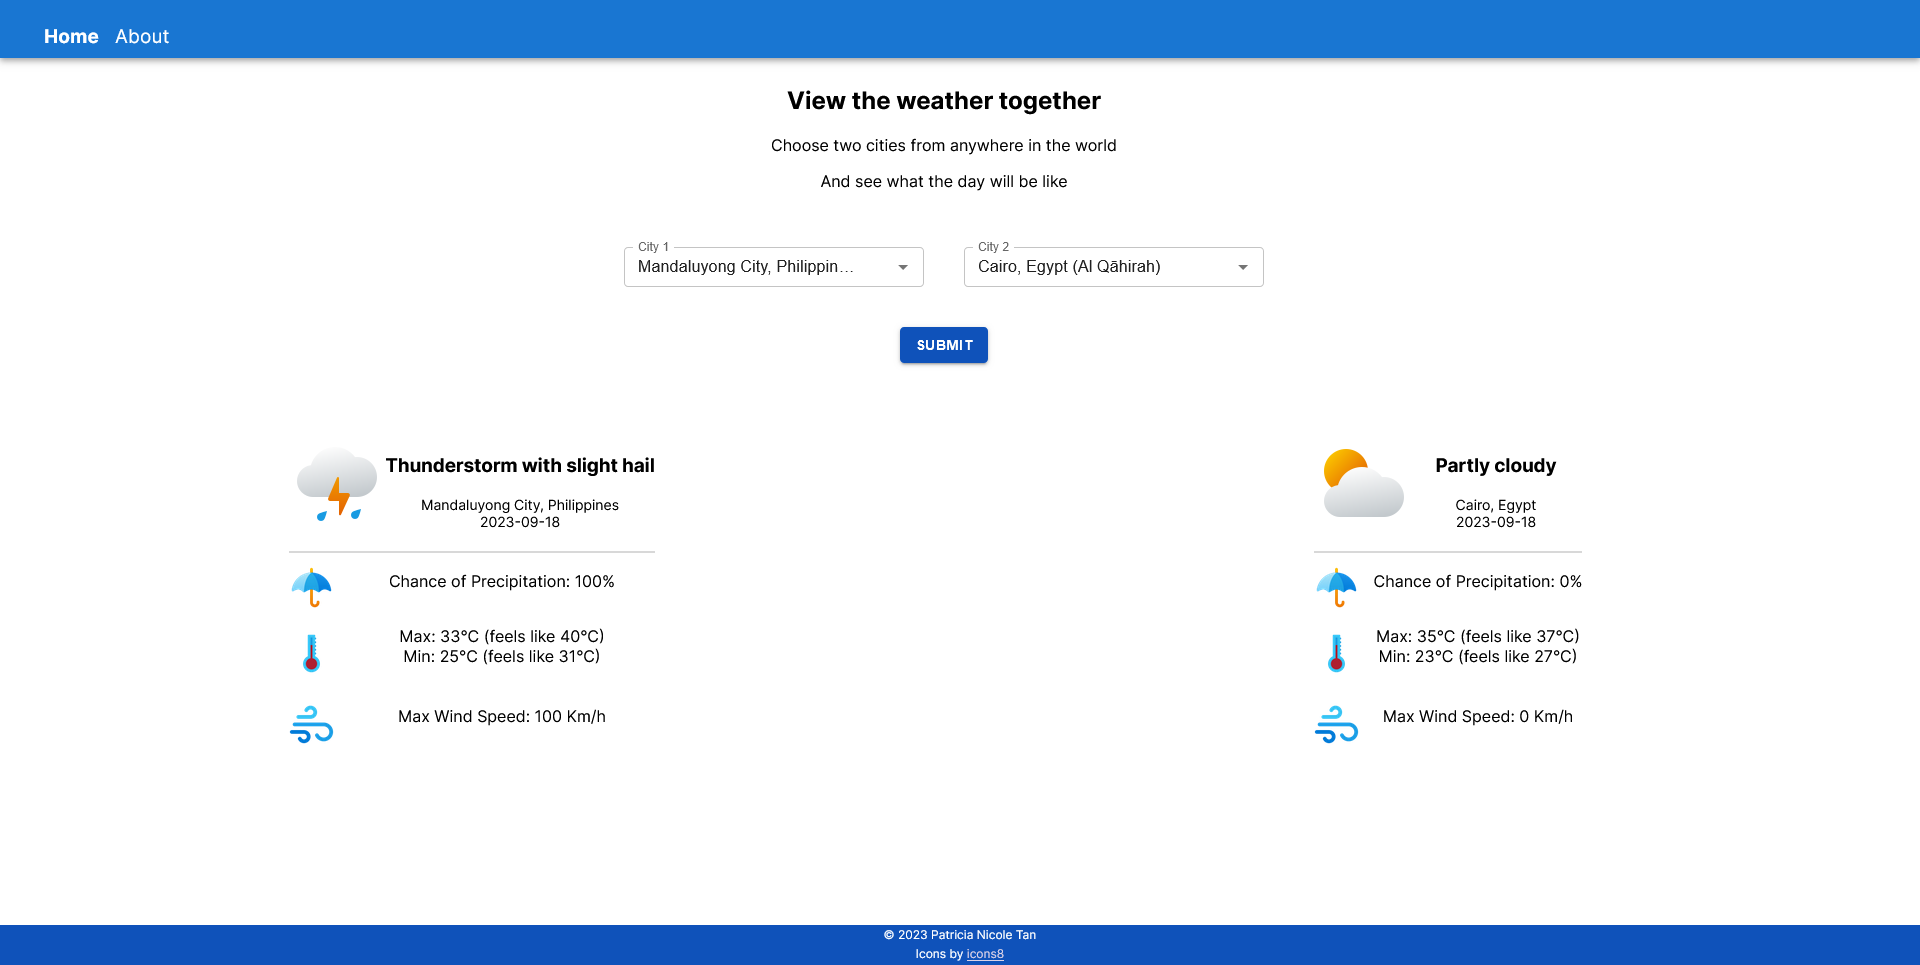 Home About
View the weather together
Choose two cities from anywhere in the world
And see what the day will be like
City 1
Mandaluyong City, Philippin...
City 2
Cairo, Egypt (Al Qāhirah)
SUBMIT
Thunderstorm with slight hail
Mandaluyong City, Philippines
2023-09-18
Chance of Precipitation: 100%
Max: 33°C (feels like 40°C)
Min: 25°C (feels like 31°C)
Max Wind Speed: 100 Km/h
Partly cloudy
Cairo, Egypt
2023-09-18
Chance of Precipitation: 0%
Max: 35°C (feels like 37°C)
Min: 23°C (feels like 27°C)
Max Wind Speed: 0 Km/h
© 2023 Patricia Nicole Tan
Icons by icons8